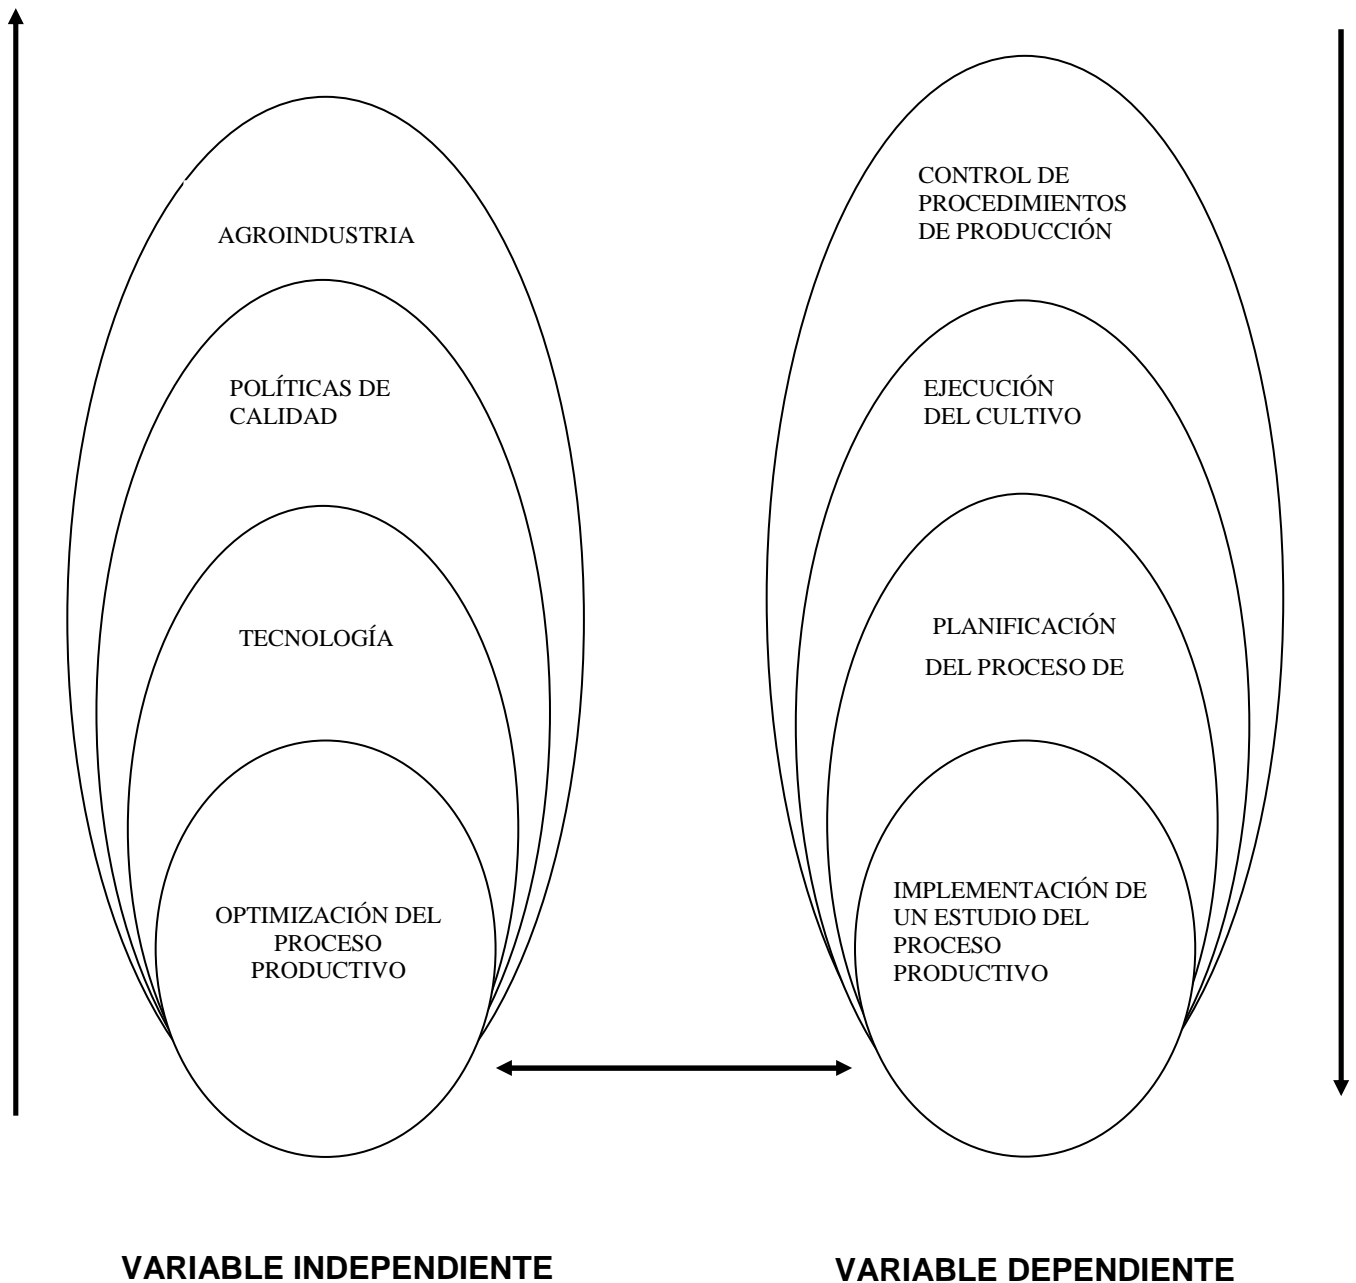 AGROINDUSTRIA
POLÍTICAS DE
CALIDAD
TECNOLOGÍA
OPTIMIZACIÓN DEL
PROCESO
PRODUCTIVO
VARIABLE INDEPENDIENTE
CONTROL DE
PROCEDIMIENTOS
DE PRODUCCIÓN
EJECUCIÓN
DEL CULTIVO
PLANIFICACIÓN
DEL PROCESO DE
IMPLEMENTACIÓN DE
UN ESTUDIO DEL
PROCESO
PRODUCTIVO
VARIABLE DEPENDIENTE